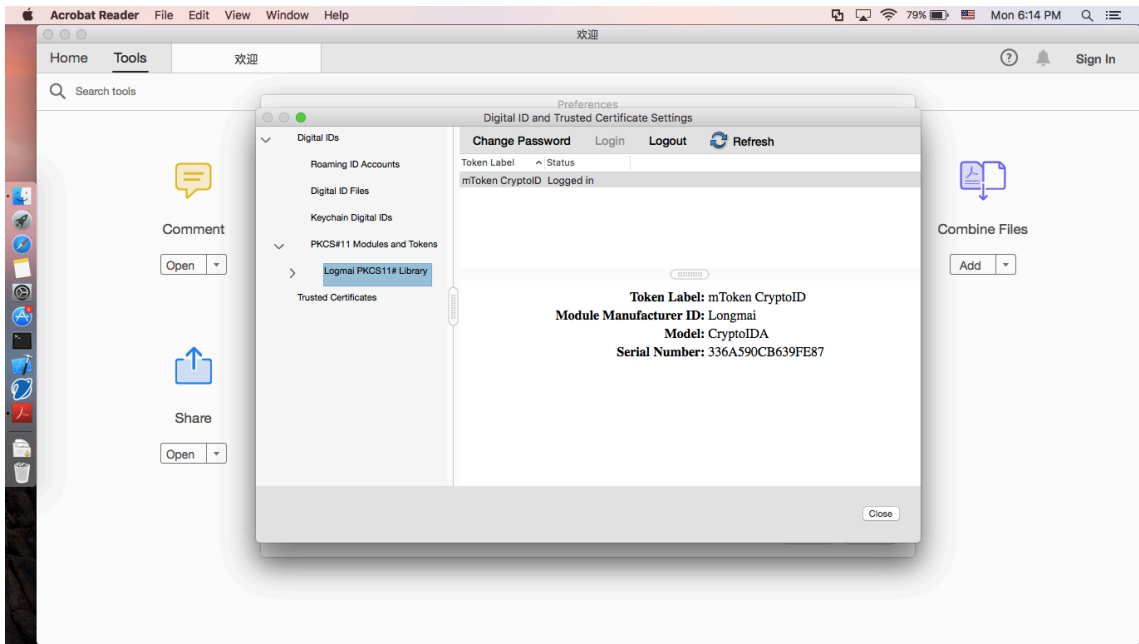 Acrobat Reader File Edit View Window Help 79% Mon 6:14 PM
欢迎
Home Tools 欢迎 Sign In
Search tools
Preferences
Digital ID and Trusted Certificate Settings
Digital IDs
Roaming ID Accounts
Digital ID Files
Keychain Digital IDs
PKCS#11 Modules and Tokens
Logmai PKCS11# Library
Trusted Certificates
Change Password Login Logout Refresh
Token Label Status
mToken CryptoID Logged in
Token Label: mToken CryptoID
Module Manufacturer ID: Longmai
Model: CryptoIDA
Serial Number: 336A590CB639FE87
Close
Comment
Open
Share
Open
Combine Files
Add